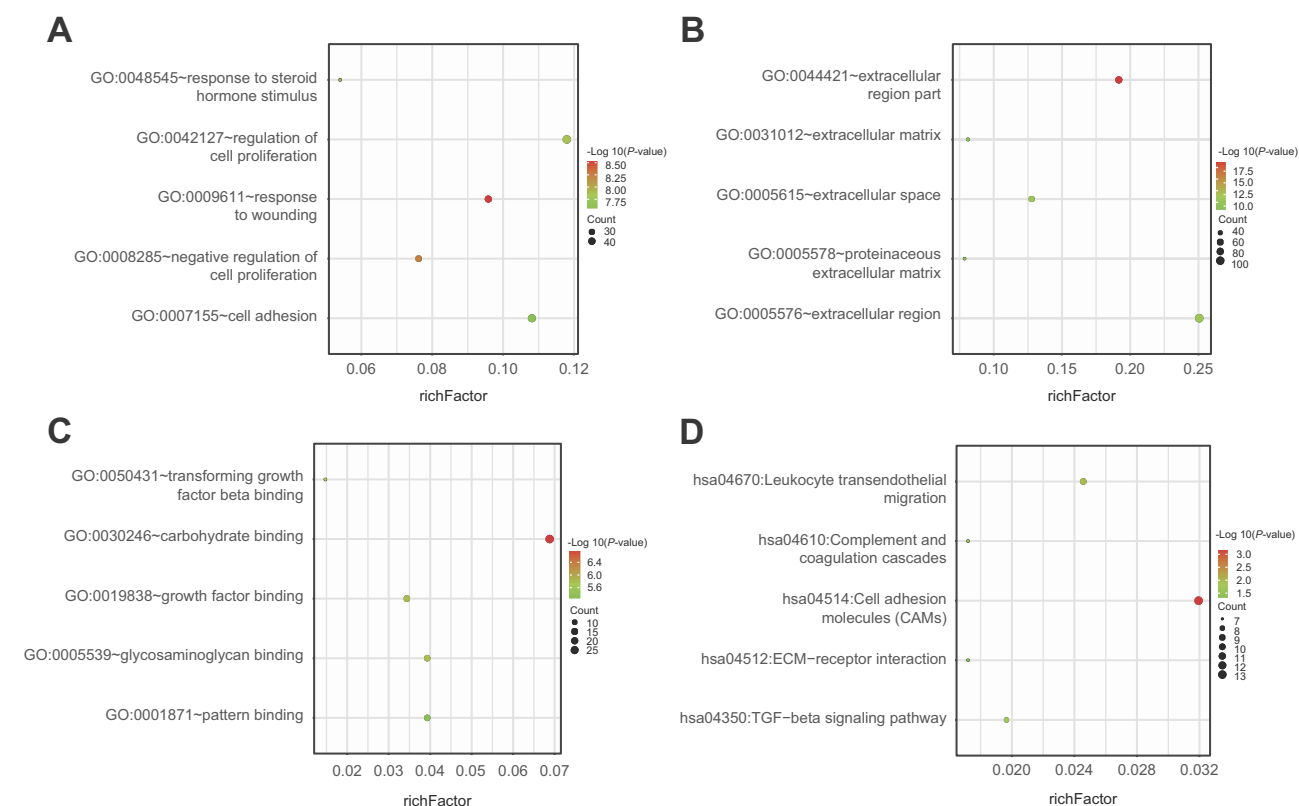 A
GO:0048545~response to steroid
hormone stimulus
GO:0042127~regulation of
cell proliferation
GO:0009611~response
to wounding
GO:0008285~negative regulation of
cell proliferation
GO:0007155~cell adhesion
0.06 0.08 0.10 0.12
richFactor
-Log 10(P-value)
8.50
8.25
8.00
7.75
Count
30
40
B
GO:0044421~extracellular
region part
GO:0031012~extracellular matrix
GO:0005615~extracellular space
GO:0005578~proteinaceous
extracellular matrix
GO:0005576~extracellular region
0.10 0.15 0.20 0.25
richFactor
-Log 10(P-value)
17.5
15.0
12.5
10.0
Count
40
60
80
100
C
GO:0050431~transforming growth
factor beta binding
GO:0030246~carbohydrate binding
GO:0019838~growth factor binding
GO:0005539~glycosaminoglycan binding
GO:0001871~pattern binding
0.02 0.03 0.04 0.05 0.06 0.07
richFactor
-Log 10(P-value)
6.4
6.0
5.6
Count
10
15
20
25
D
hsa04670:Leukocyte transendothelial
migration
hsa04610:Complement and
coagulation cascades
hsa04514:Cell adhesion
molecules (CAMs)
hsa04512:ECM−receptor interaction
hsa04350:TGF−beta signaling pathway
0.020 0.024 0.028 0.032
richFactor
-Log 10(P-value)
3.0
2.5
2.0
1.5
Count
7
8
9
10
11
12
13